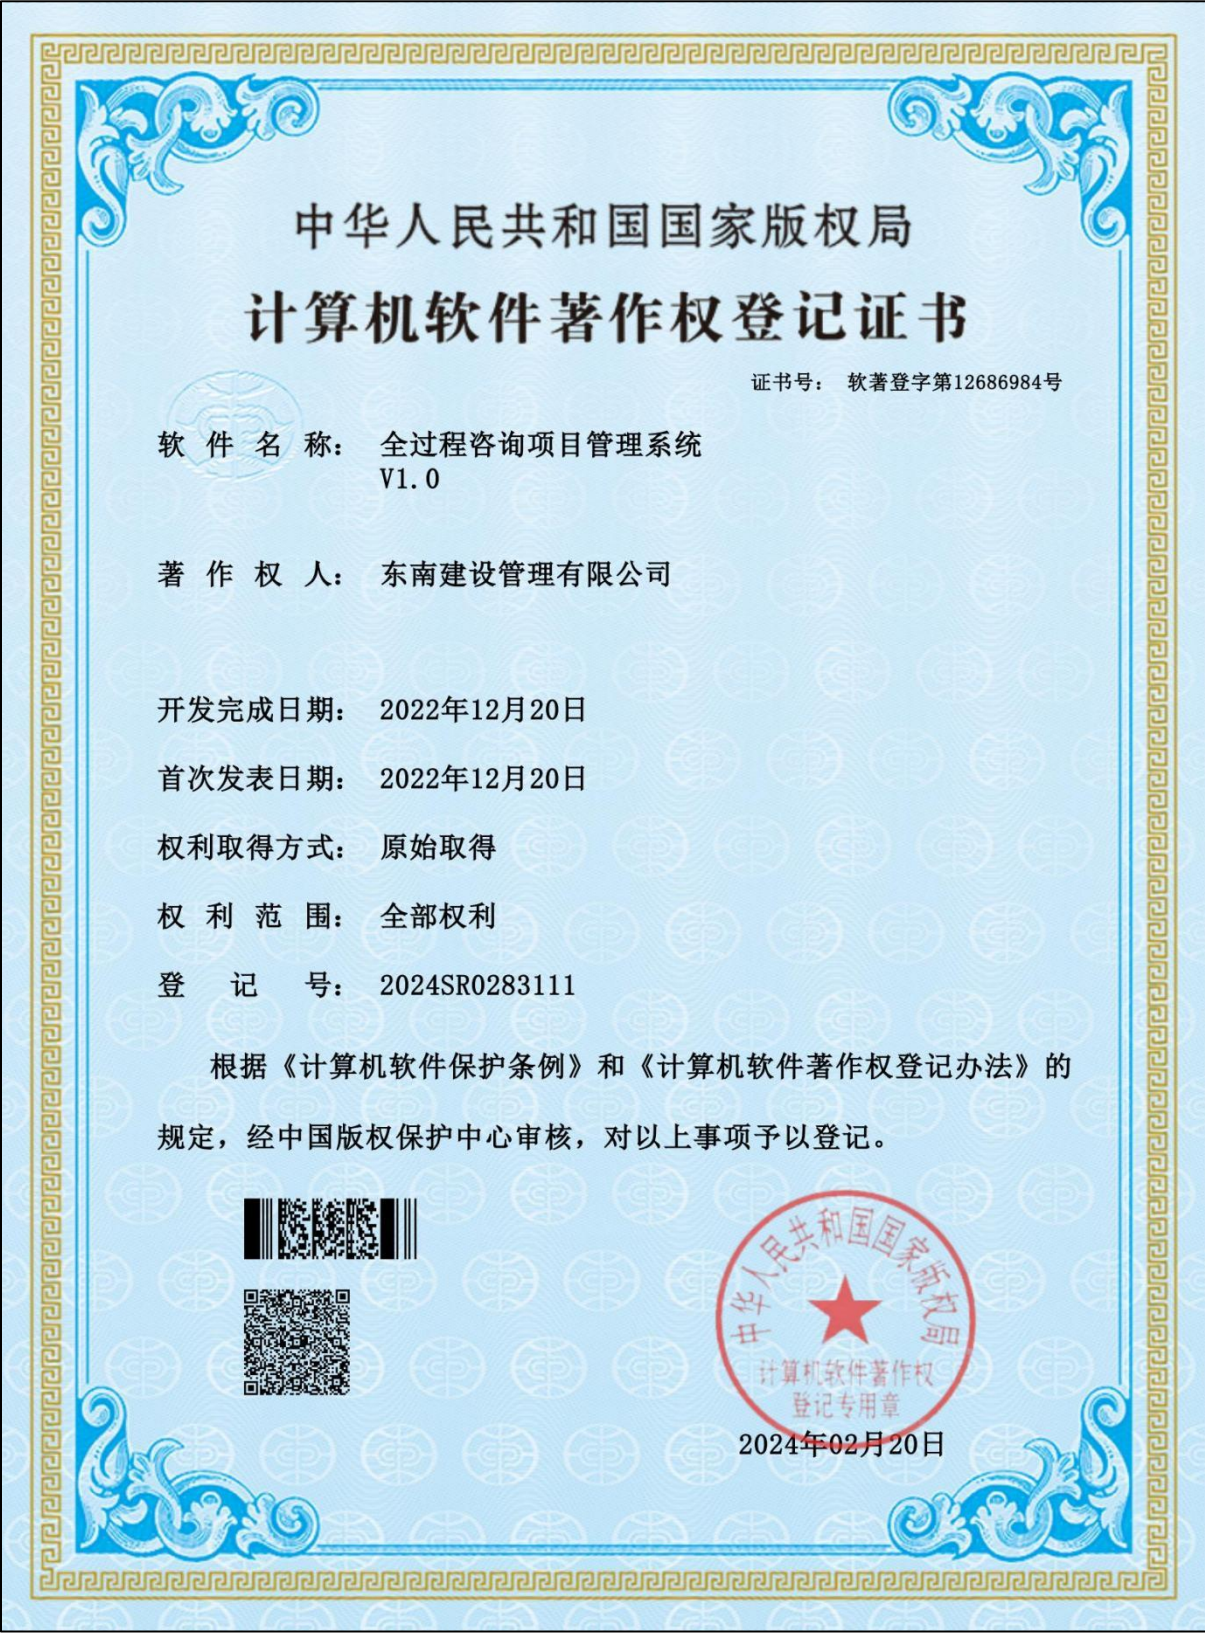 中华人民共和国国家版权局
计算机软件著作权登记证书
证书号： 软著登字第12686984号
软件名称： 全过程咨询项目管理系统
V1.0
著作权人： 东南建设管理有限公司
开发完成日期： 2022年12月20日
首次发表日期： 2022年12月20日
权利取得方式： 原始取得
权利范围： 全部权利
登记号： 2024SR0283111
根据《计算机软件保护条例》和《计算机软件著作权登记办法》的
规定，经中国版权保护中心审核，对以上事项予以登记。
中华人民共和国国家版权局
计算机软件著作权
登记专用章
2024年02月20日